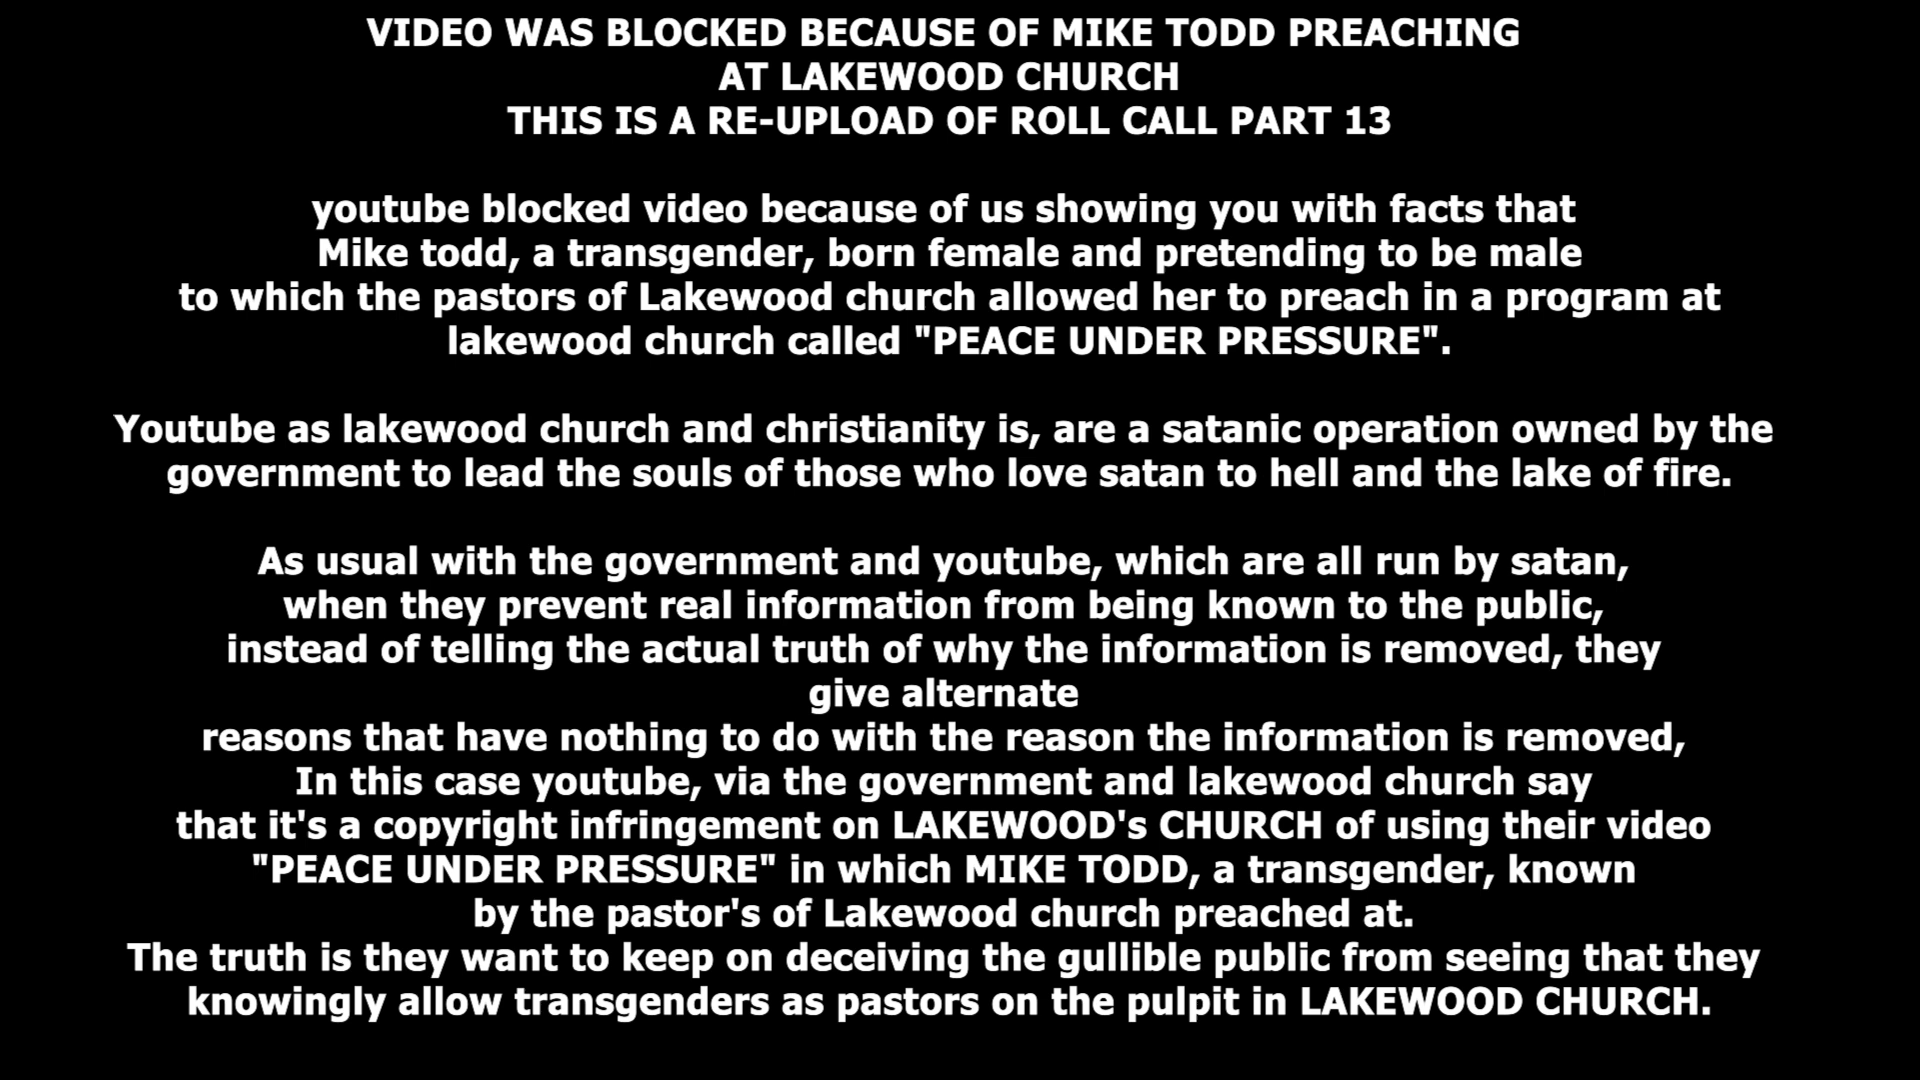 VIDEO WAS BLOCKED BECAUSE OF MIKE TODD PREACHING
AT LAKEWOOD CHURCH
THIS IS A RE-UPLOAD OF ROLL CALL PART 13
youtube blocked video because of us showing you with facts that
Mike todd, a transgender, born female and pretending to be male
to which the pastors of Lakewood church allowed her to preach in a program at
lakewood church called "PEACE UNDER PRESSURE".
Youtube as lakewood church and christianity is, are a satanic operation owned by the
government to lead the souls of those who love satan to hell and the lake of fire.
As usual with the government and youtube, which are all run by satan,
when they prevent real information from being known to the public,
instead of telling the actual truth of why the information is removed, they
give alternate
reasons that have nothing to do with the reason the information is removed,
In this case youtube, via the government and lakewood church say
that it's a copyright infringement on LAKEWOOD's CHURCH of using their video
"PEACE UNDER PRESSURE" in which MIKE TODD, a transgender, known
by the pastor's of Lakewood church preached at.
The truth is they want to keep on deceiving the gullible public from seeing that they
knowingly allow transgenders as pastors on the pulpit in LAKEWOOD CHURCH.